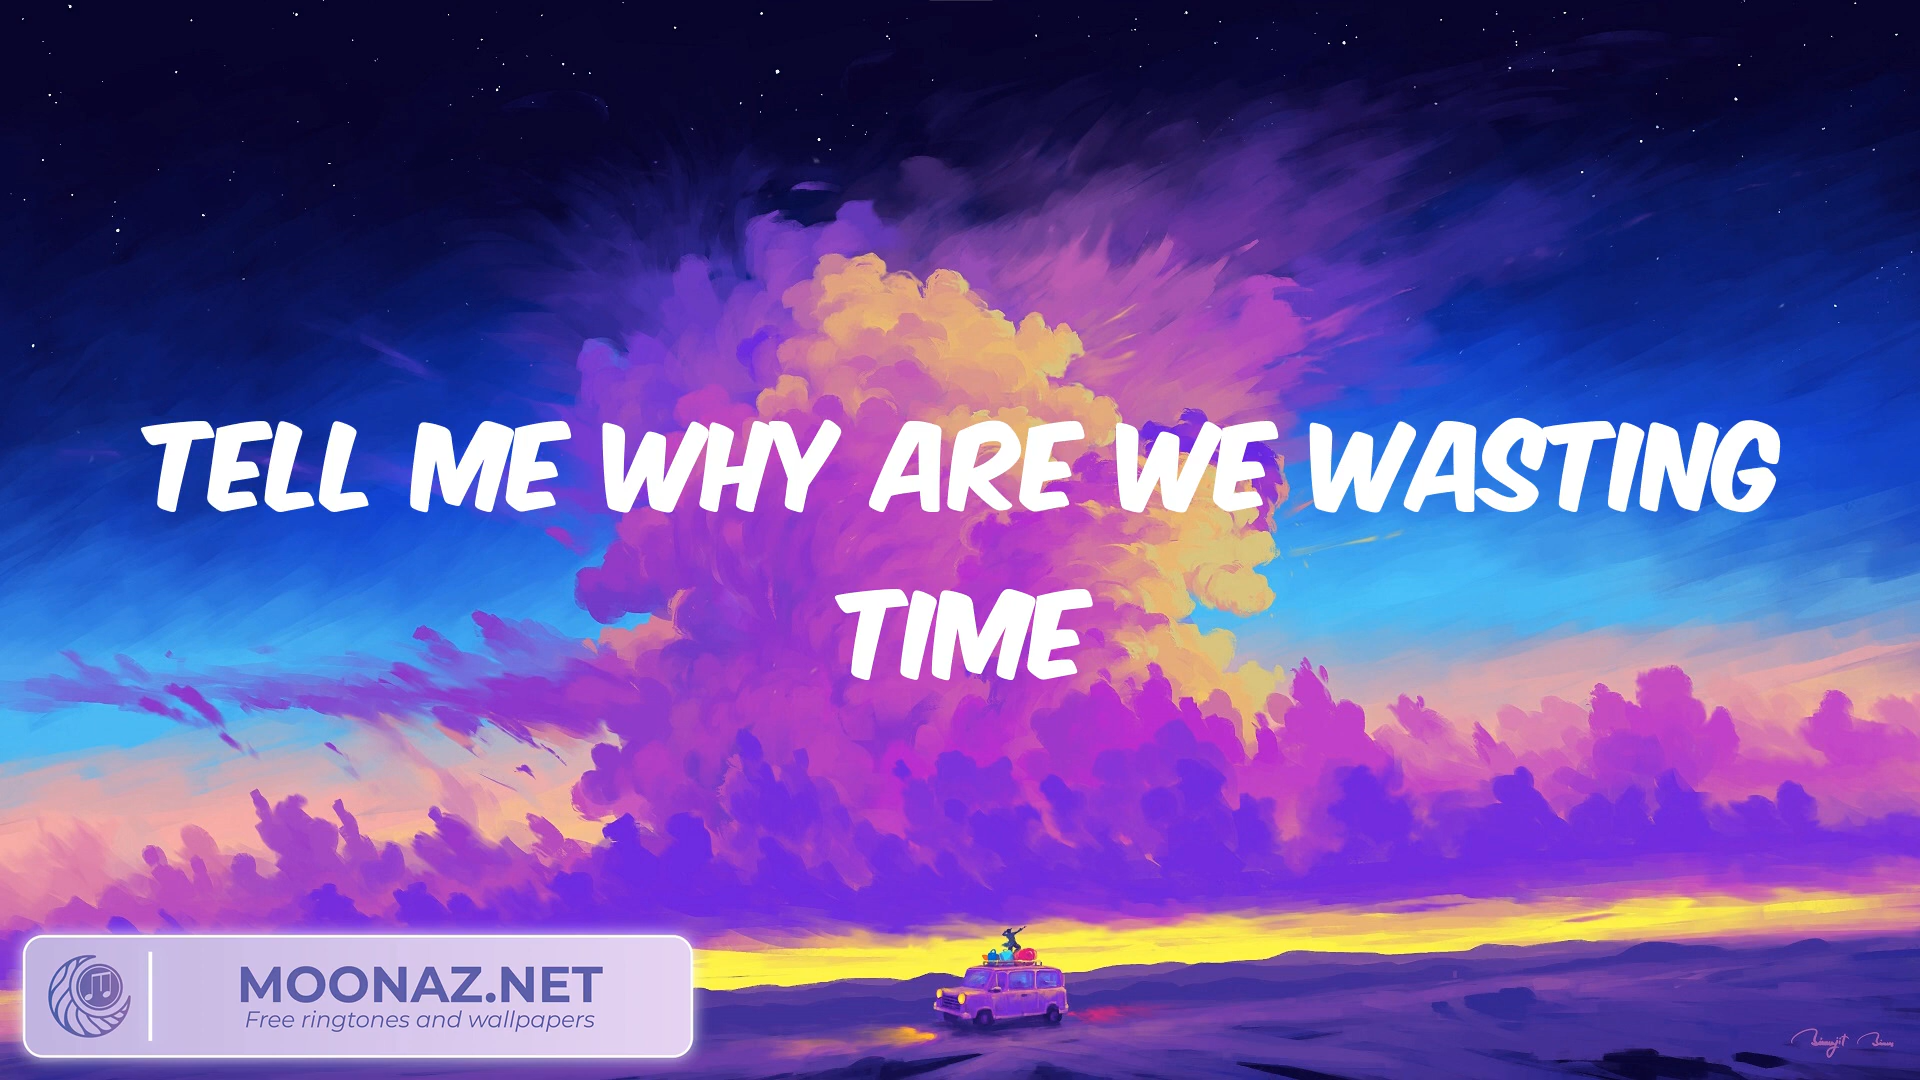 TELL ME WHY ARE WE WASTING
TIME
MOONAZ.NET
Free ringtones and wallpapers